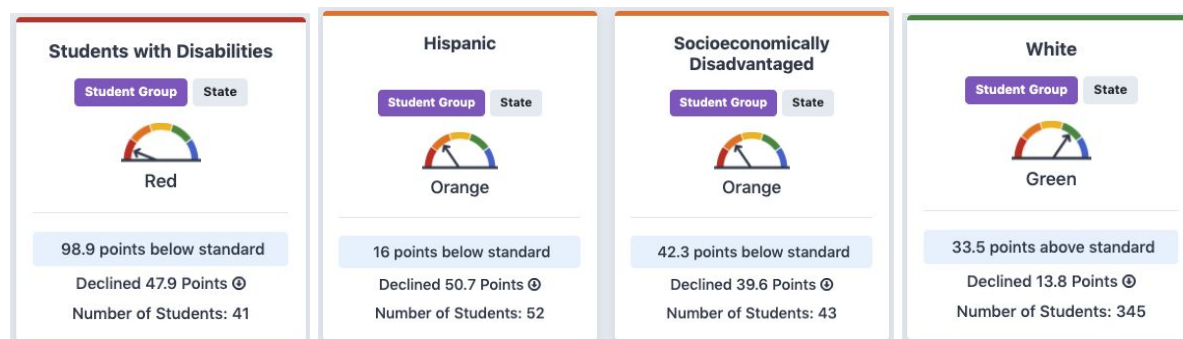 Students with Disabilities
Student Group State
Red
98.9 points below standard
Declined 47.9 Points
Number of Students: 41
Hispanic
Student Group State
Orange
16 points below standard
Declined 50.7 Points
Number of Students: 52
Socioeconomically
Disadvantaged
Student Group State
Orange
42.3 points below standard
Declined 39.6 Points
Number of Students: 43
White
Student Group State
Green
33.5 points above standard
Declined 13.8 Points
Number of Students: 345